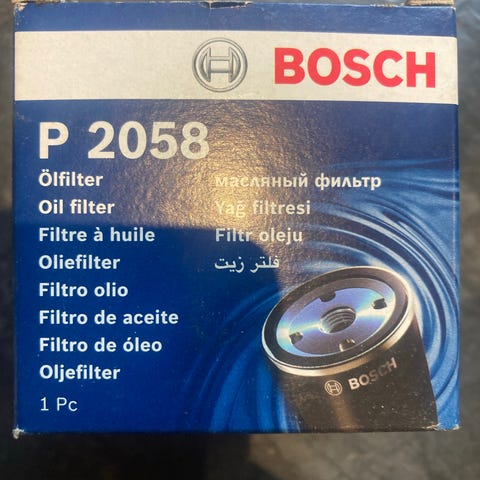 BOSCH
P 2058
Ölfilter
Oil filter
Filtre à huile
Oliefilter
Filtro olio
Filtro de aceite
Filtro de óleo
Oljefilter
1 Pc
масляный фильтр
Yağ filtresi
Filtr oleju
فلتر زيت
BOSCH